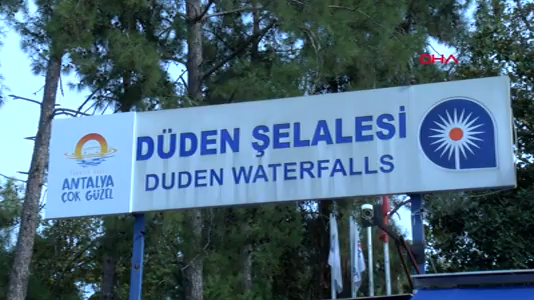 DHA
DÜDEN ŞELALESİ
DUDEN WATERFALLS
ANTALYA
ÇOK GÜZEL